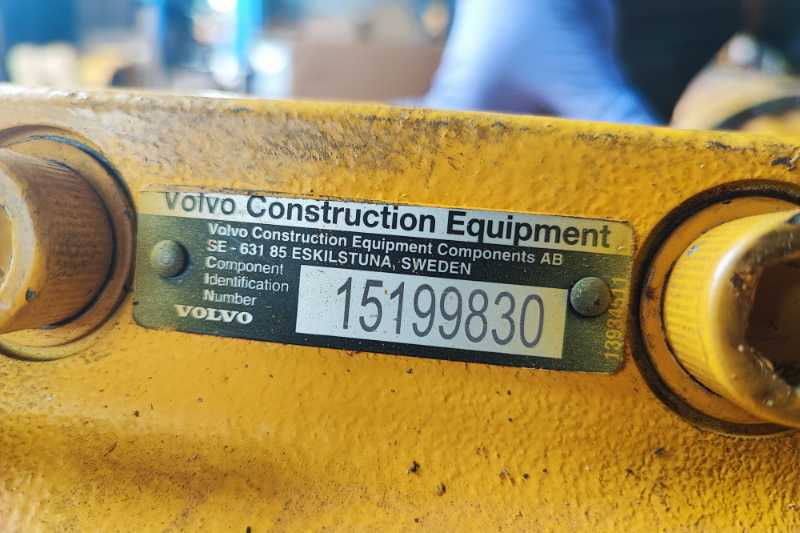 Volvo Construction Equipment
Volvo Construction Equipment Components AB
SE - 631 85 ESKILSTUNA, SWEDEN
Component
Identification
Number
15199830
VOLVO